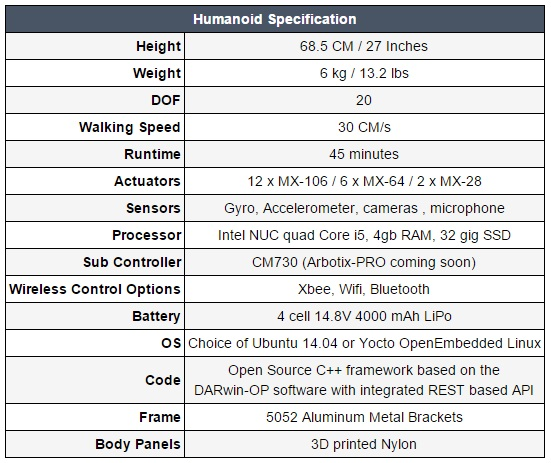 Humanoid Specification
Height 68.5 CM / 27 Inches
Weight 6 kg / 13.2 lbs
DOF 20
Walking Speed 30 CM/s
Runtime 45 minutes
Actuators 12 x MX-106 / 6 x MX-64 / 2 x MX-28
Sensors Gyro, Accelerometer, cameras , microphone
Processor Intel NUC quad Core i5, 4gb RAM, 32 gig SSD
Sub Controller CM730 (Arbotix-PRO coming soon)
Wireless Control Options Xbee, Wifi, Bluetooth
Battery 4 cell 14.8V 4000 mAh LiPo
OS Choice of Ubuntu 14.04 or Yocto OpenEmbedded Linux
Code Open Source C++ framework based on the
DARwin-OP software with integrated REST based API
Frame 5052 Aluminum Metal Brackets
Body Panels 3D printed Nylon